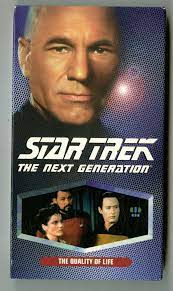 STAR TREK
THE NEXT GENERATION
THE QUALITY OF LIFE